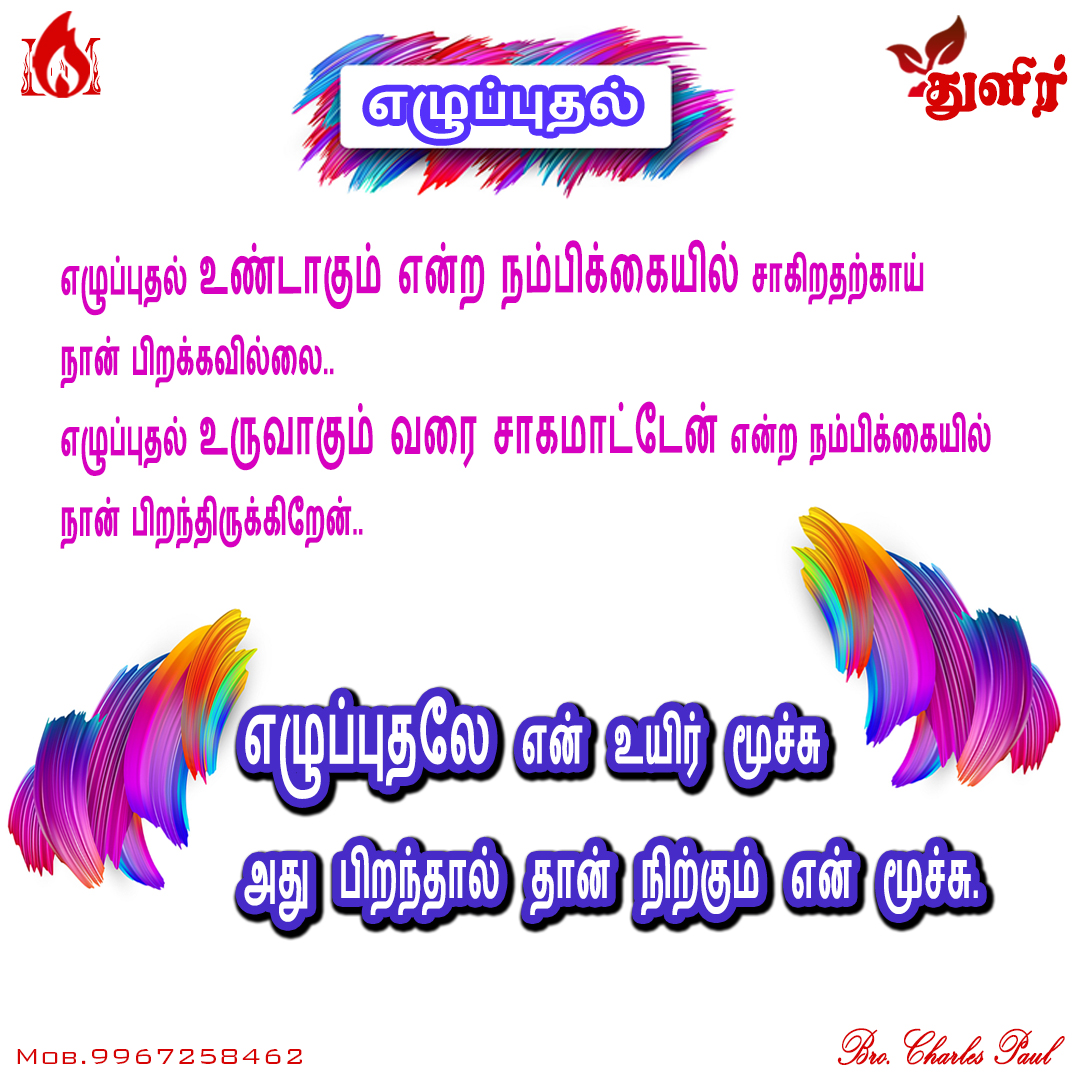 துளிர்
எழுப்புதல்
எழுப்புதல் உண்டாகும் என்ற நம்பிக்கையில் சாகிறதற்காய்
நான் பிறக்கவில்லை..
எழுப்புதல் உருவாகும் வரை சாகமாட்டேன் என்ற நம்பிக்கையில்
நான் பிறந்திருக்கிறேன்..
எழுப்புதலே என் உயிர் மூச்சு
அது பிறந்தால் தான் நிற்கும் என் மூச்சு.
Mob.9967258462
Bro. Charles Paul